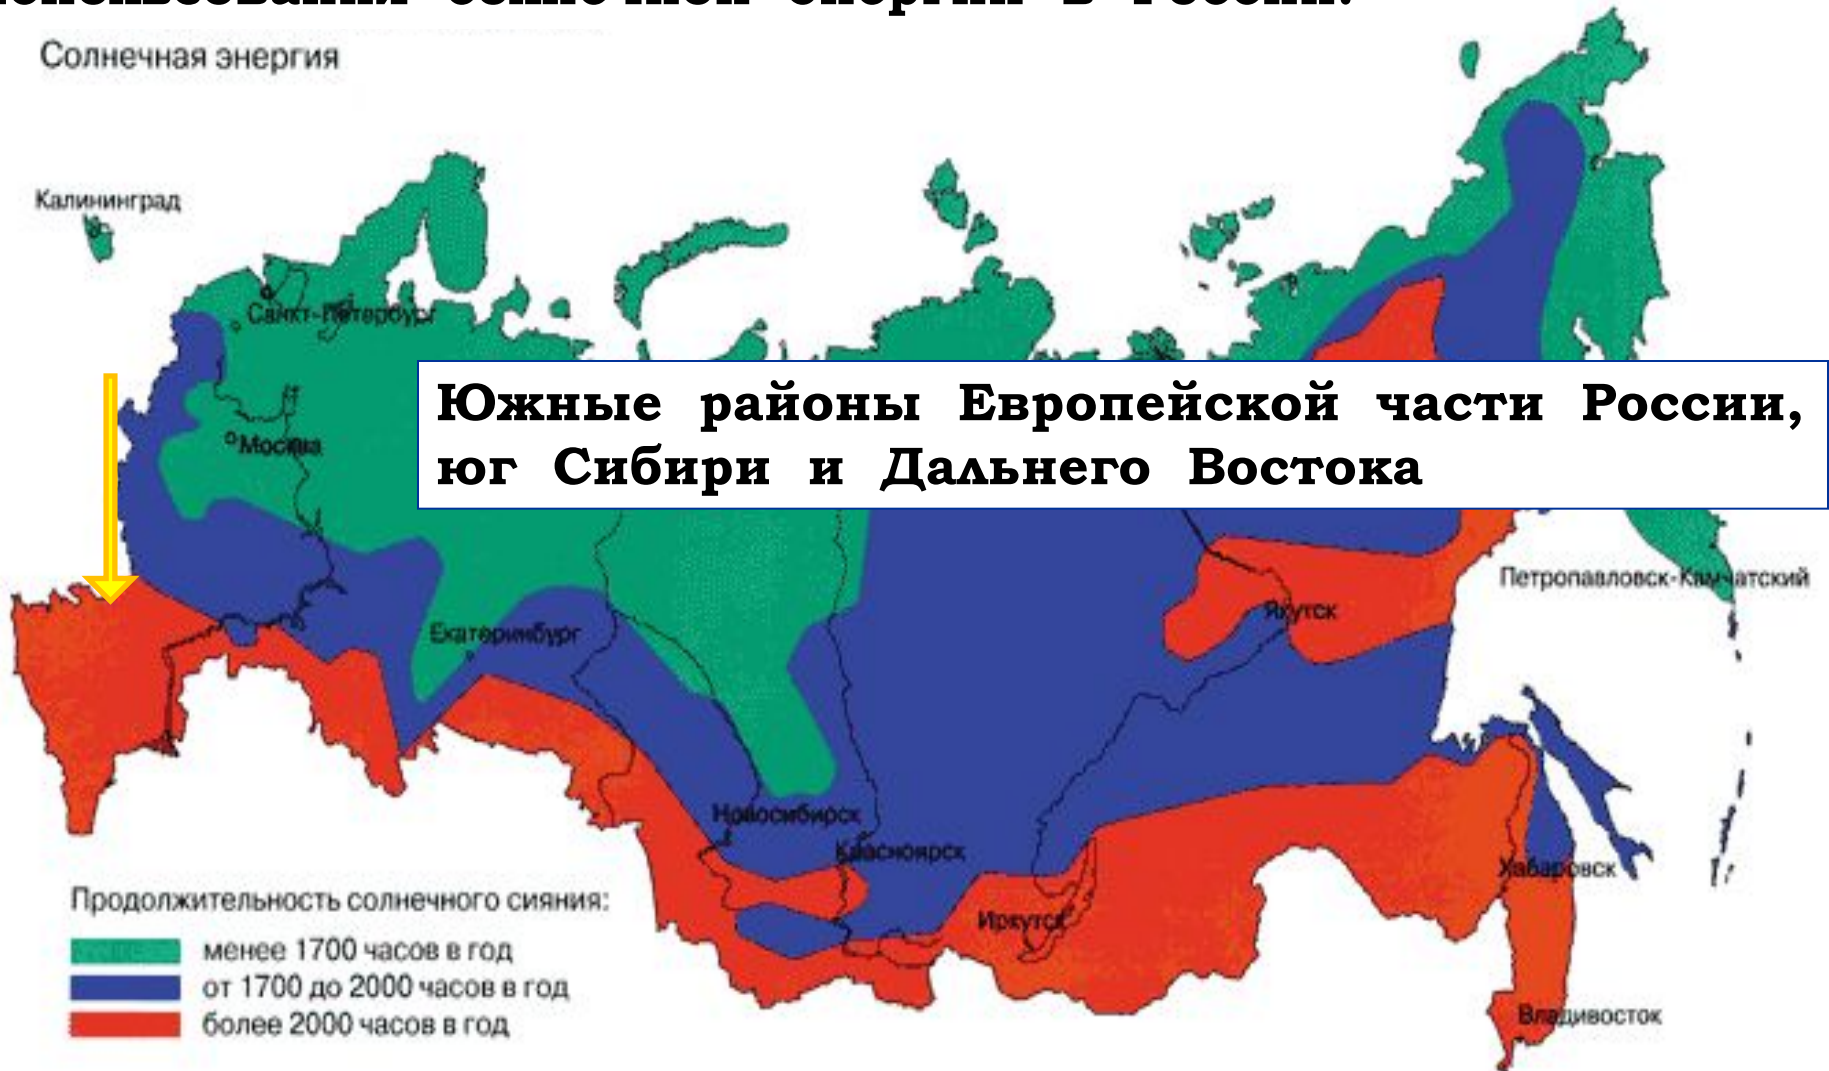 в России.
Солнечная энергия
Калининград
Санкт-Петербург
Южные районы Европейской части России,
юг Сибири и Дальнего Востока
Москва
Петропавловск-Камчатский
Якутск
Екатеринбург
Новосибирск
Красноярск
Хабаровск
Иркутск
Владивосток
Продолжительность солнечного сияния:
менее 1700 часов в год
от 1700 до 2000 часов в год
более 2000 часов в год